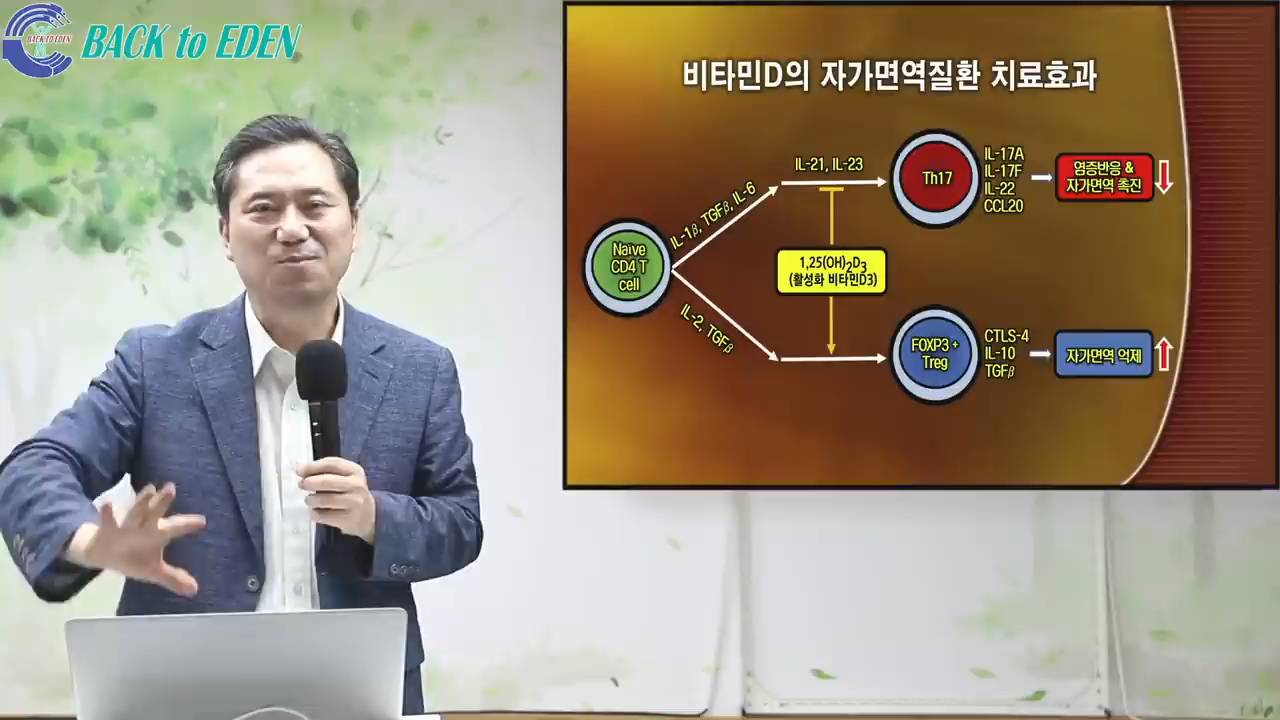 BACK TO EDEN
BACK to EDEN
비타민D의 자가면역질환 치료효과
IL-21, IL-23
IL-1β, TGFβ, IL-6
Th17
IL-17A
IL-17F
IL-22
CCL20
염증반응 &
자가면역 촉진
Naïve
CD4 T
cell
1,25(OH)2D3
(활성화 비타민D3)
IL-2, TGFβ
FOXP3 +
Treg
CTLS-4
IL-10
TGFβ
자가면역 억제